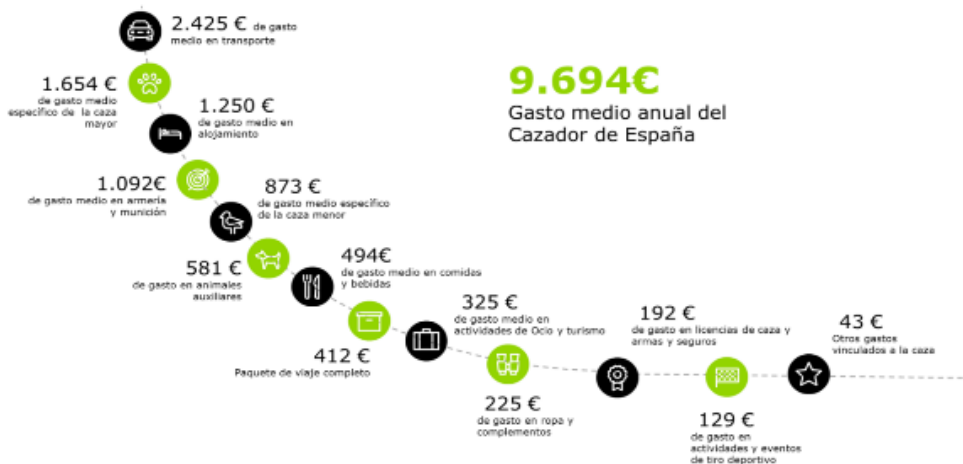 2.425 € de gasto
medio en transporte
1.654 €
de gasto medio
específico de la caza
mayor
1.250 €
de gasto medio en
alojamiento
9.694€
Gasto medio anual del
Cazador de España
1.092€
de gasto medio en armería
y munición
873 €
de gasto medio específico
de la caza menor
581 €
de gasto en animales
auxiliares
494€
de gasto medio en comidas
y bebidas
412 €
Paquete de viaje completo
325 €
de gasto medio en
actividades de Ocio y turismo
225 €
de gasto en ropa y
complementos
192 €
de gasto en licencias de caza y
armas y seguros
129 €
de gasto en
actividades y eventos
de tiro deportivo
43 €
Otros gastos
vinculados a la caza